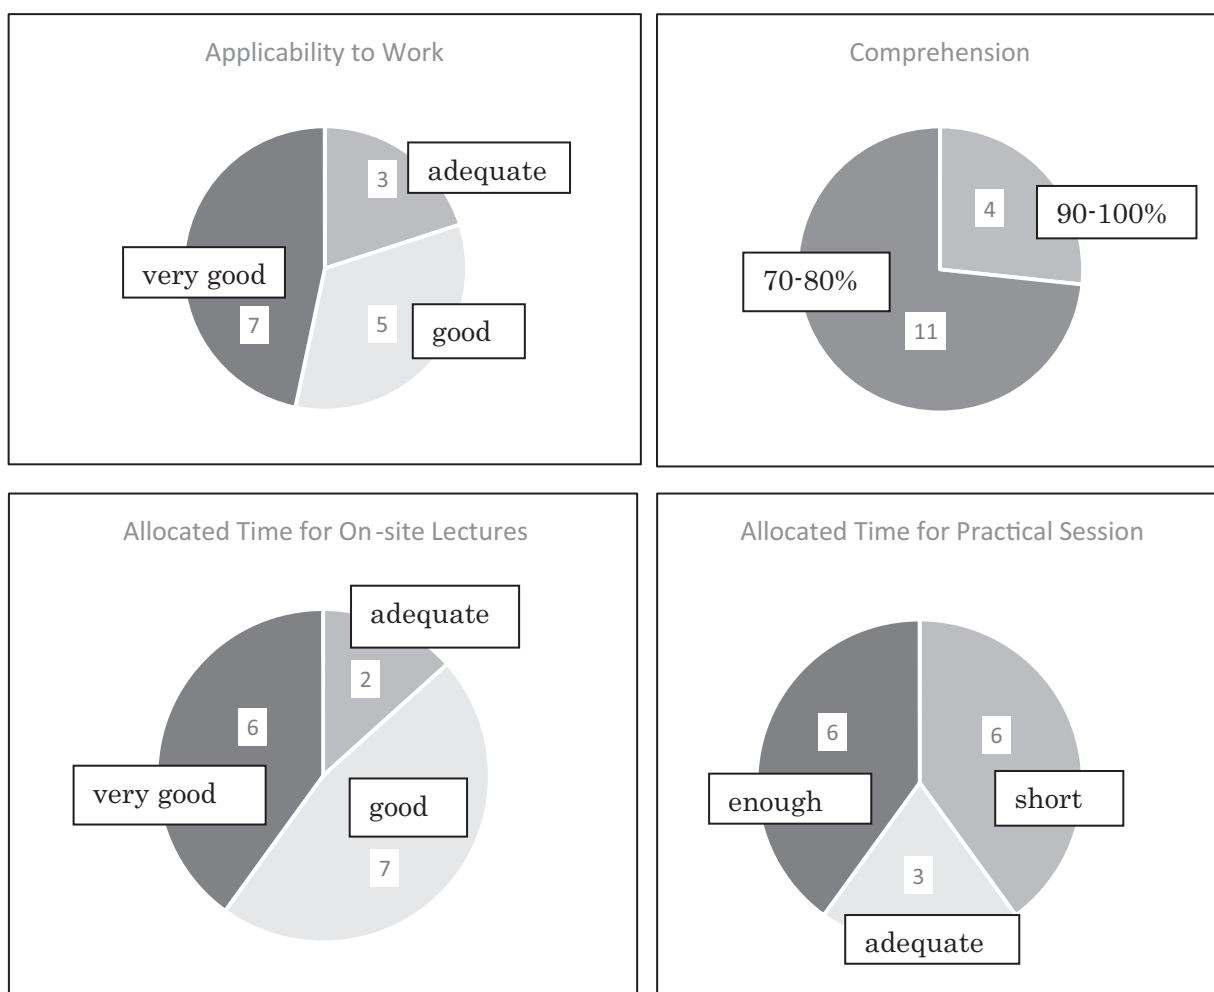 Applicability to Work
3
adequate
very good
7
5
good
Comprehension
4
90-100%
70-80%
11
Allocated Time for On-site Lectures
adequate
2
6
very good
good
7
Allocated Time for Practical Session
6
6
enough
short
3
adequate